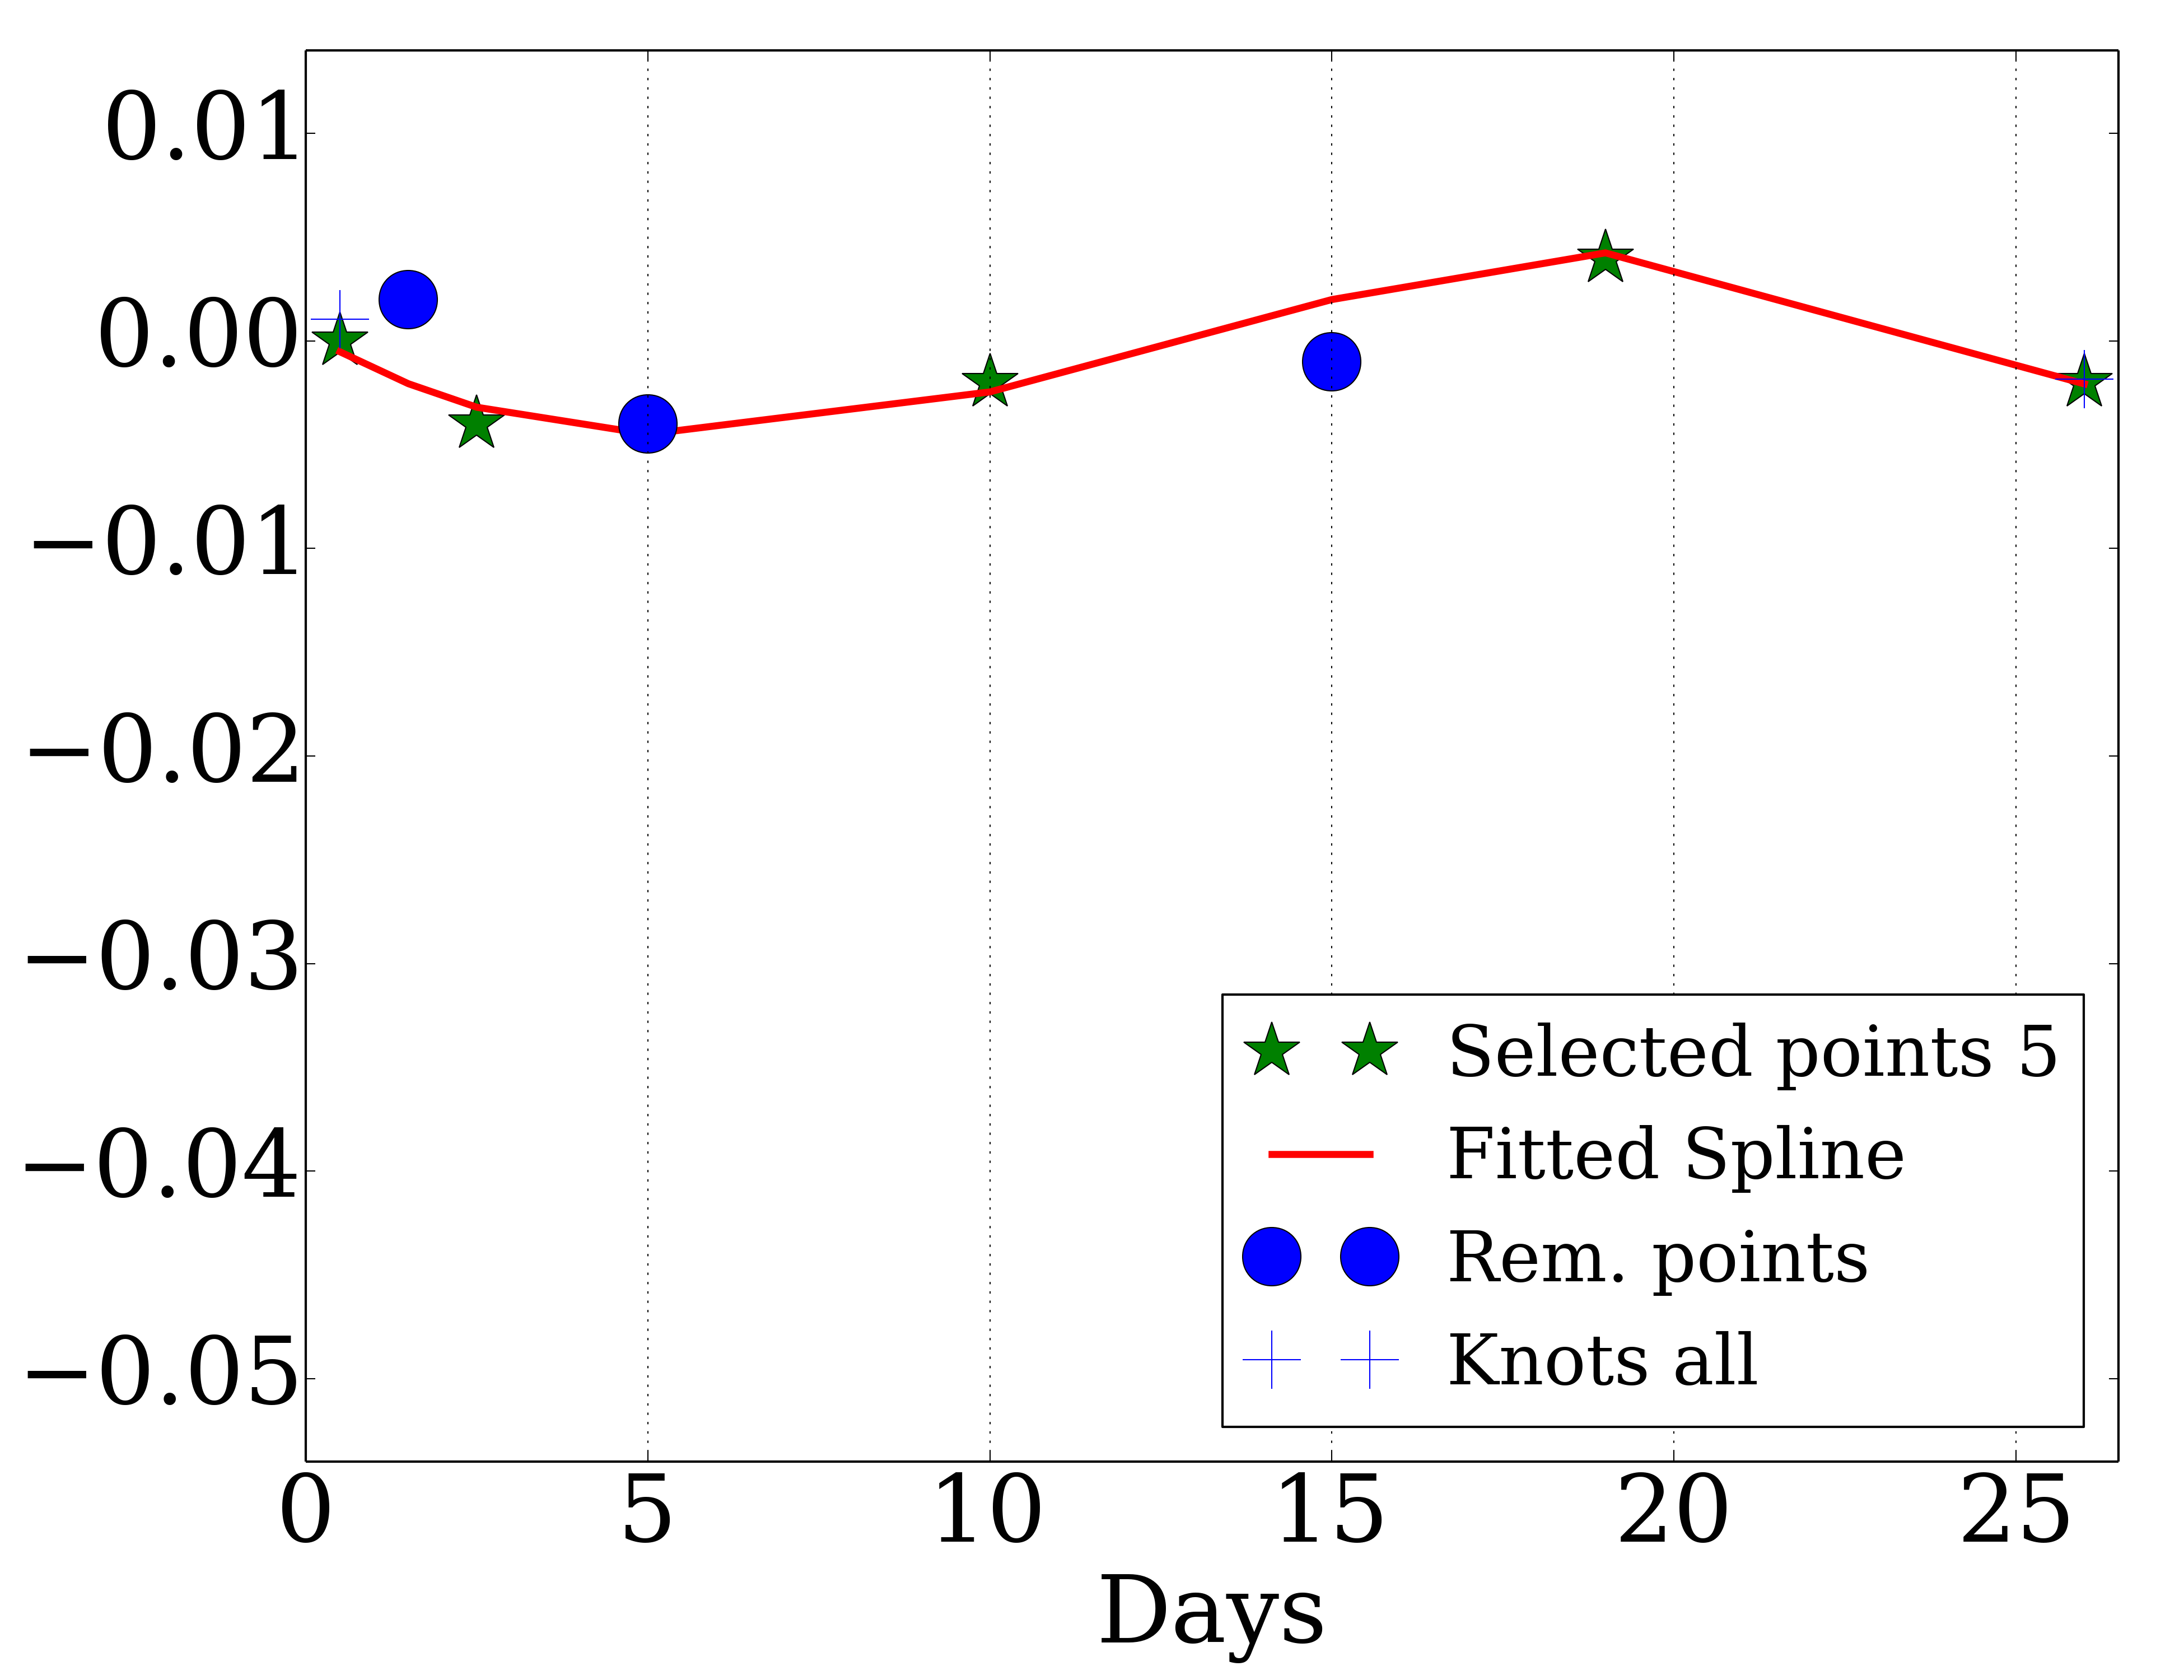 0.01
0.00
−0.01
−0.02
−0.03
−0.04
−0.05
Selected points 5
Fitted Spline
Rem. points
Knots all
0 5 10 15 20 25
Days